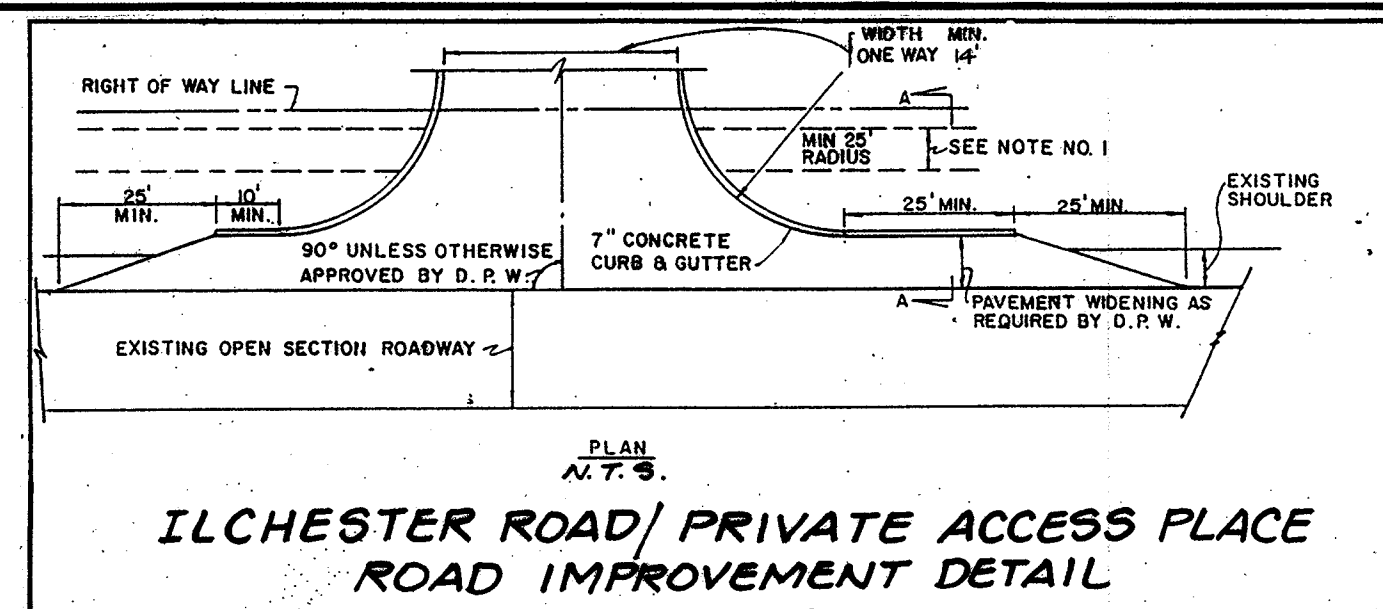 WIDTH MIN.
ONE WAY 14'
RIGHT OF WAY LINE
A
MIN 25'
RADIUS
SEE NOTE NO. 1
25'
MIN.
10'
MIN.
25' MIN.
25' MIN.
EXISTING
SHOULDER
90° UNLESS OTHERWISE
APPROVED BY D. P. W.
7" CONCRETE
CURB & GUTTER
A
PAVEMENT WIDENING AS
REQUIRED BY D.P. W.
EXISTING OPEN SECTION ROADWAY
PLAN
N.T.S.
ILCHESTER ROAD/ PRIVATE ACCESS PLACE
ROAD IMPROVEMENT DETAIL